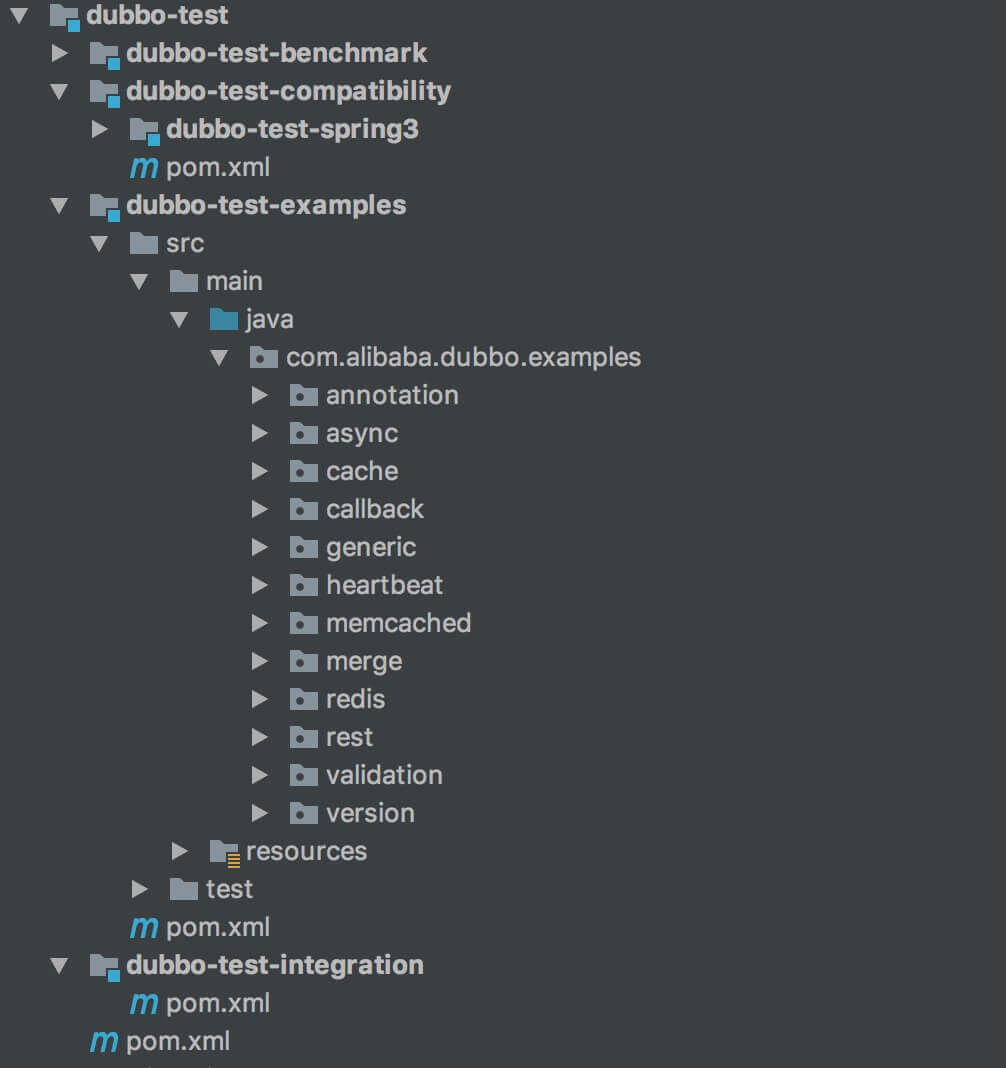 dubbo-test
dubbo-test-benchmark
dubbo-test-compatibility
dubbo-test-spring3
m pom.xml
dubbo-test-examples
src
main
java
com.alibaba.dubbo.examples
annotation
async
cache
callback
generic
heartbeat
memcached
merge
redis
rest
validation
version
resources
test
m pom.xml
dubbo-test-integration
m pom.xml
m pom.xml